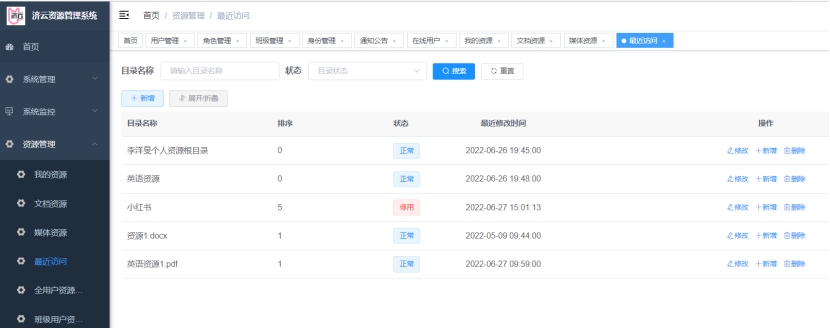 济云资源管理系统
首页 / 资源管理 / 最近访问
首页 用户管理 × 角色管理 × 班级管理 × 身份管理 × 通知公告 × 在线用户 × 我的资源 × 文档资源 × 媒体资源 × 最近访问 ×
首页
系统管理
系统监控
资源管理
我的资源
文档资源
媒体资源
最近访问
全用户资源...
班级用户资...
目录名称 请输入目录名称 状态 目录状态 搜索 重置
+ 新增 展开/折叠
目录名称 排序 状态 最近修改时间 操作
李洋旻个人资源根目录 0 正常 2022-06-26 19:45:00 修改 +新增 删除
英语资源 0 正常 2022-06-26 19:48:00 修改 +新增 删除
小红书 5 停用 2022-06-27 15:01:13 修改 +新增 删除
资源1.docx 1 正常 2022-05-09 09:44:00 修改 +新增 删除
英语资源1.pdf 1 正常 2022-06-27 09:59:00 修改 +新增 删除